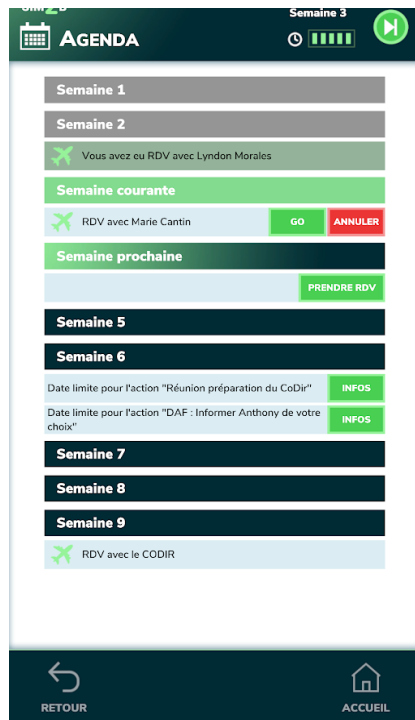 Semaine 3
AGENDA
Semaine 1
Semaine 2
Vous avez eu RDV avec Lyndon Morales
Semaine courante
RDV avec Marie Cantin
GO
ANNULER
Semaine prochaine
PRENDRE RDV
Semaine 5
Semaine 6
Date limite pour l'action "Réunion préparation du CoDir"
INFOS
Date limite pour l'action "DAF : Informer Anthony de votre
choix"
INFOS
Semaine 7
Semaine 8
Semaine 9
RDV avec le CODIR
RETOUR
ACCUEIL